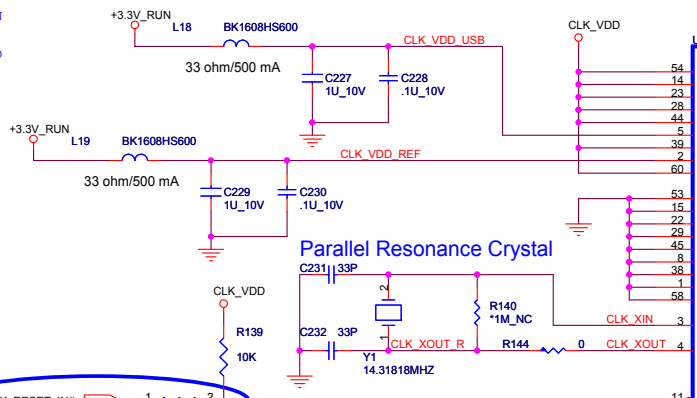 +3.3V_RUN
L18 BK1608HS600
33 ohm/500 mA
CLK_VDD_USB
C227
1U_10V
C228
.1U_10V
CLK_VDD
54
14
23
28
44
5
39
2
60
+3.3V_RUN
L19 BK1608HS600
33 ohm/500 mA
CLK_VDD_REF
C229
1U_10V
C230
.1U_10V
53
15
22
29
45
8
38
1
58
Parallel Resonance Crystal
C231 33P
2
1
R140
*1M_NC
CLK_XIN 3
C232 33P
CLK_XOUT_R
R144 0
CLK_XOUT 4
Y1
14.31818MHZ
CLK_VDD
R139
10K
1 2
11